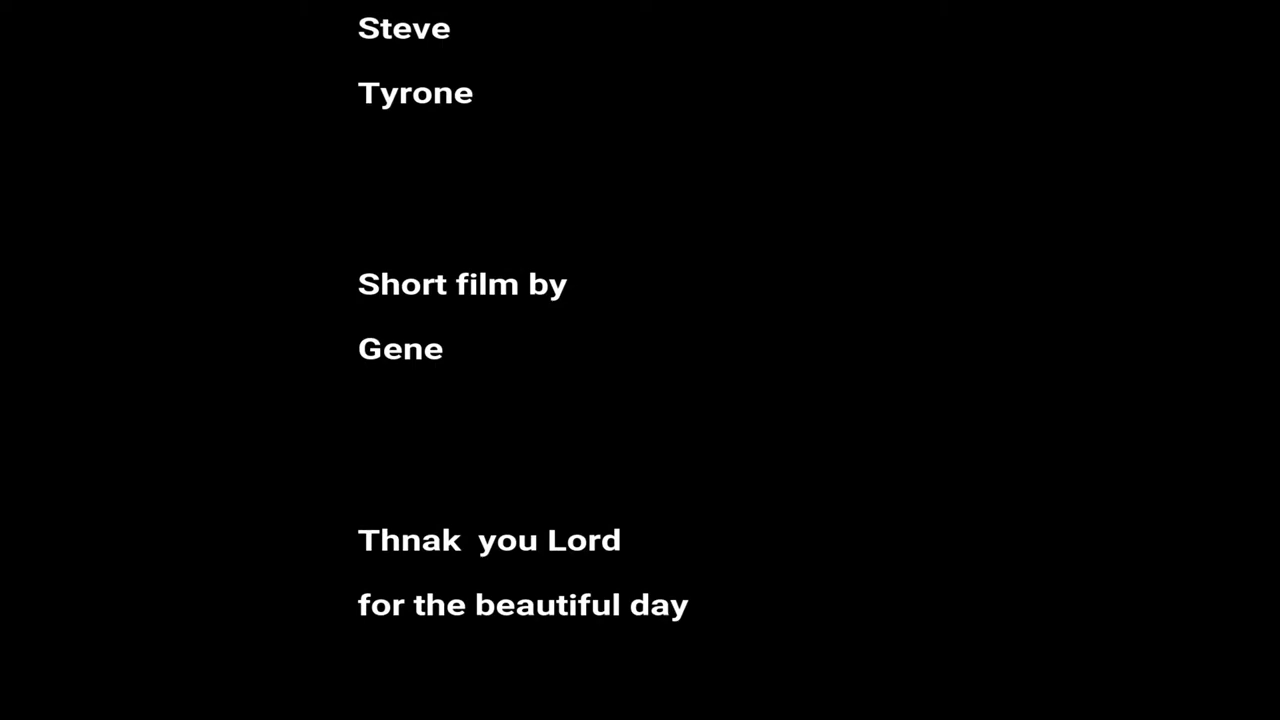 Steve
Tyrone
Short film by
Gene
Thnak  you Lord
for the beautiful day